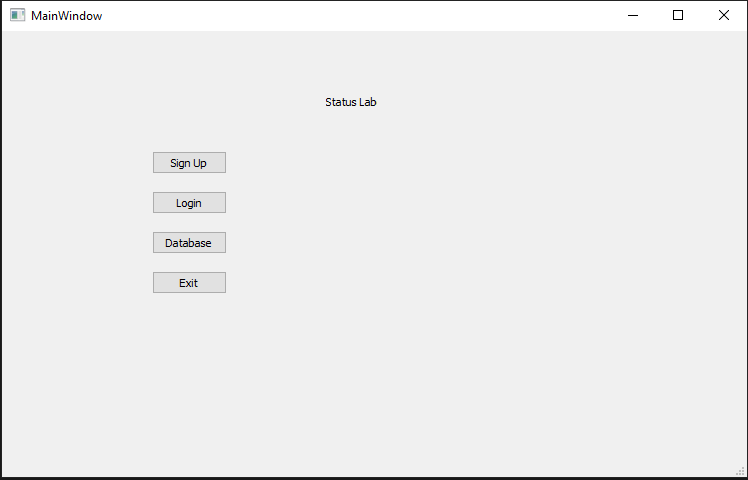 MainWindow
Status Lab
Sign Up
Login
Database
Exit